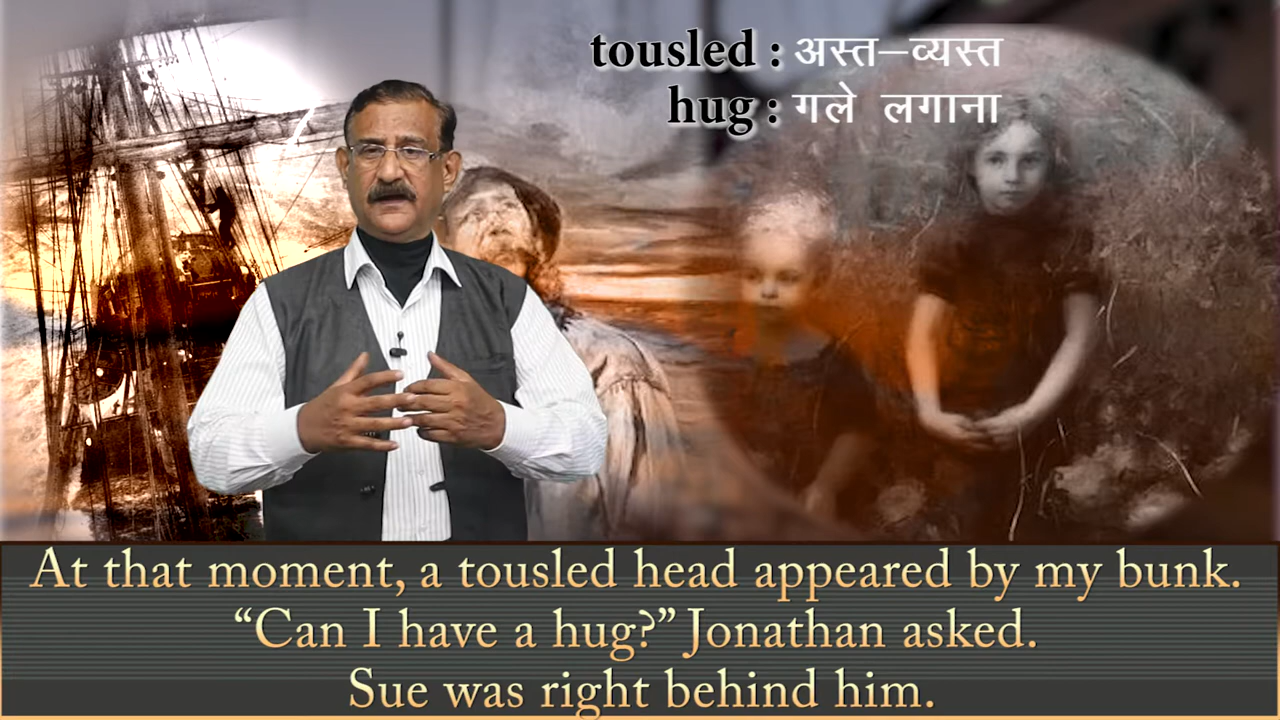 tousled : अस्त–व्यस्त
hug : गले लगाना
At that moment, a tousled head appeared by my bunk.
“Can I have a hug?” Jonathan asked.
Sue was right behind him.